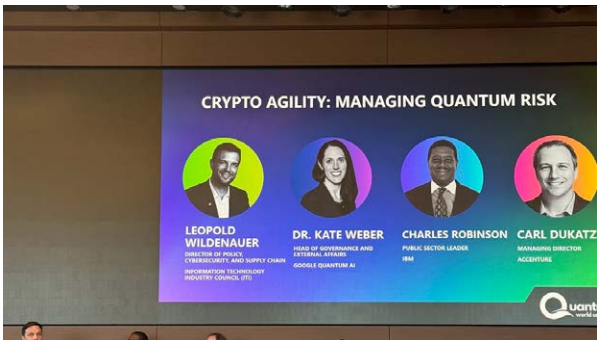 CRYPTO AGILITY: MANAGING QUANTUM RISK
LEOPOLD
WILDENAUER
DIRECTOR OF POLICY,
CYBERSECURITY, AND SUPPLY CHAIN
INFORMATION TECHNOLOGY
INDUSTRY COUNCIL (ITI)
DR. KATE WEBER
HEAD OF GOVERNANCE AND
EXTERNAL AFFAIRS
GOOGLE QUANTUM AI
CHARLES ROBINSON
PUBLIC SECTOR LEADER
IBM
CARL DUKATZ
MANAGING DIRECTOR
ACCENTURE
Quant
world